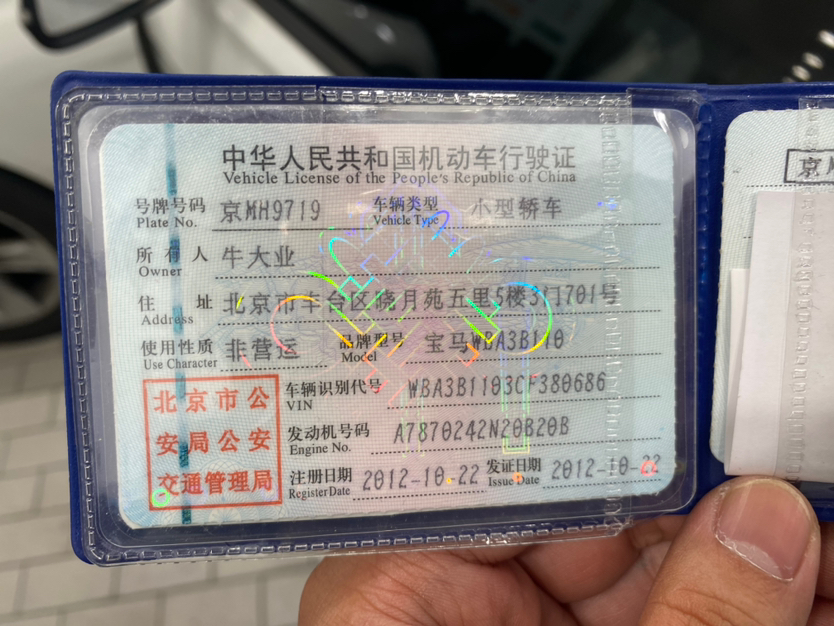 中华人民共和国机动车行驶证
Vehicle License of the People's Republic of China
号牌号码 京MH9719 车辆类型 小型轿车
Plate No. Vehicle Type
所有人 牛大业
Owner
住址 北京市丰台区晓月苑五里5楼3门701号
Address
使用性质 非营运 品牌型号 宝马WBA3B110
Use Character Model
北京市公
安局公安
交通管理局
车辆识别代号 WBA3B1103CF380686
VIN
发动机号码 A7870242N20B20B
Engine No.
注册日期 2012-10-22 发证日期 2012-10-22
Register Date Issue Date
京